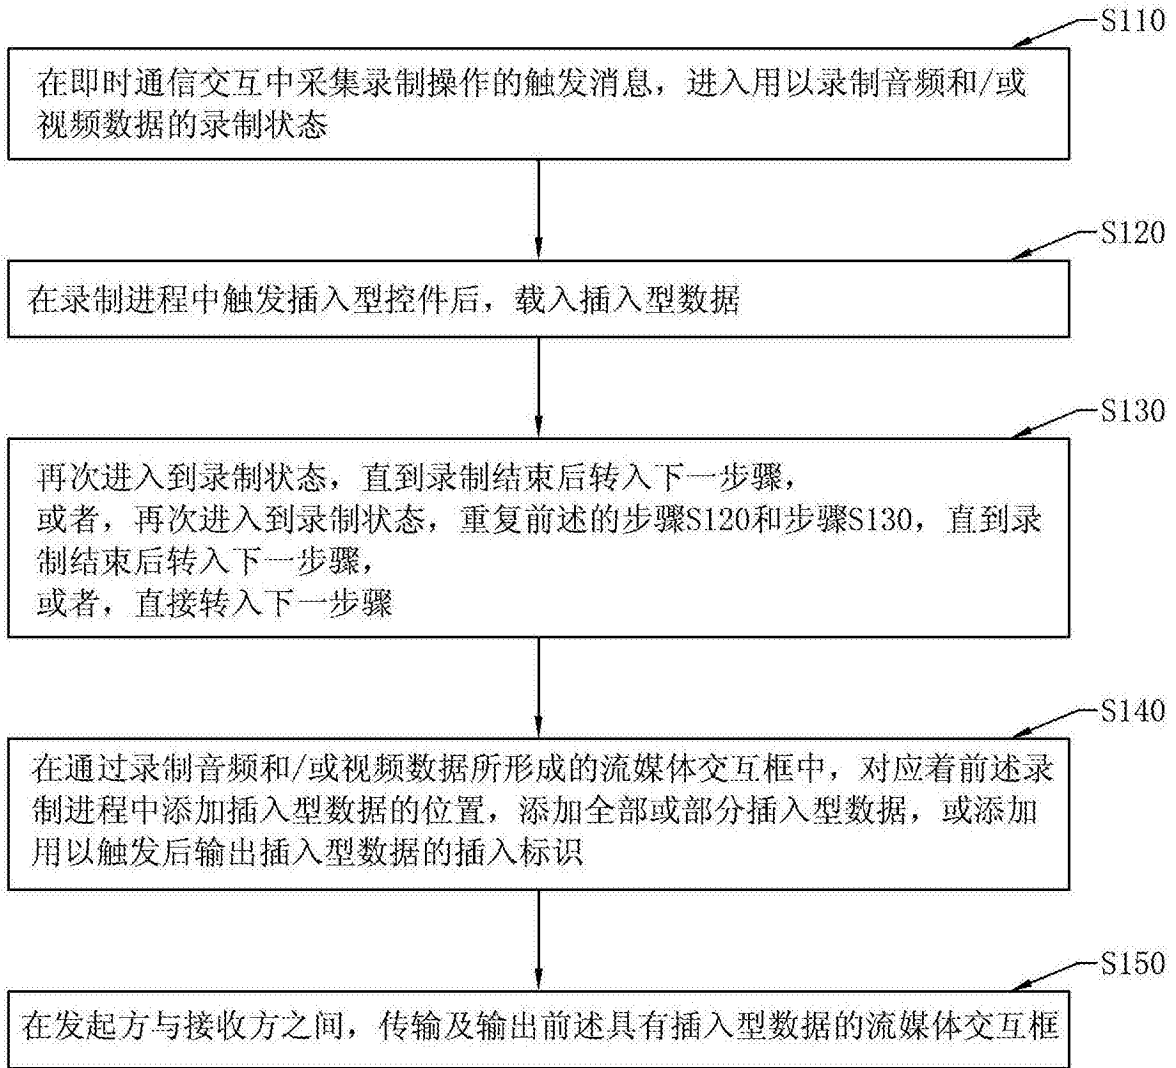 S110
在即时通信交互中采集录制操作的触发消息，进入用以录制音频和/或
视频数据的录制状态
S120
在录制进程中触发插入型控件后，载入插入型数据
S130
再次进入到录制状态，直到录制结束后转入下一步骤，
或者，再次进入到录制状态，重复前述的步骤S120和步骤S130，直到录
制结束后转入下一步骤，
或者，直接转入下一步骤
S140
在通过录制音频和/或视频数据所形成的流媒体交互框中，对应着前述录
制进程中添加插入型数据的位置，添加全部或部分插入型数据，或添加
用以触发后输出插入型数据的插入标识
S150
在发起方与接收方之间，传输及输出前述具有插入型数据的流媒体交互框